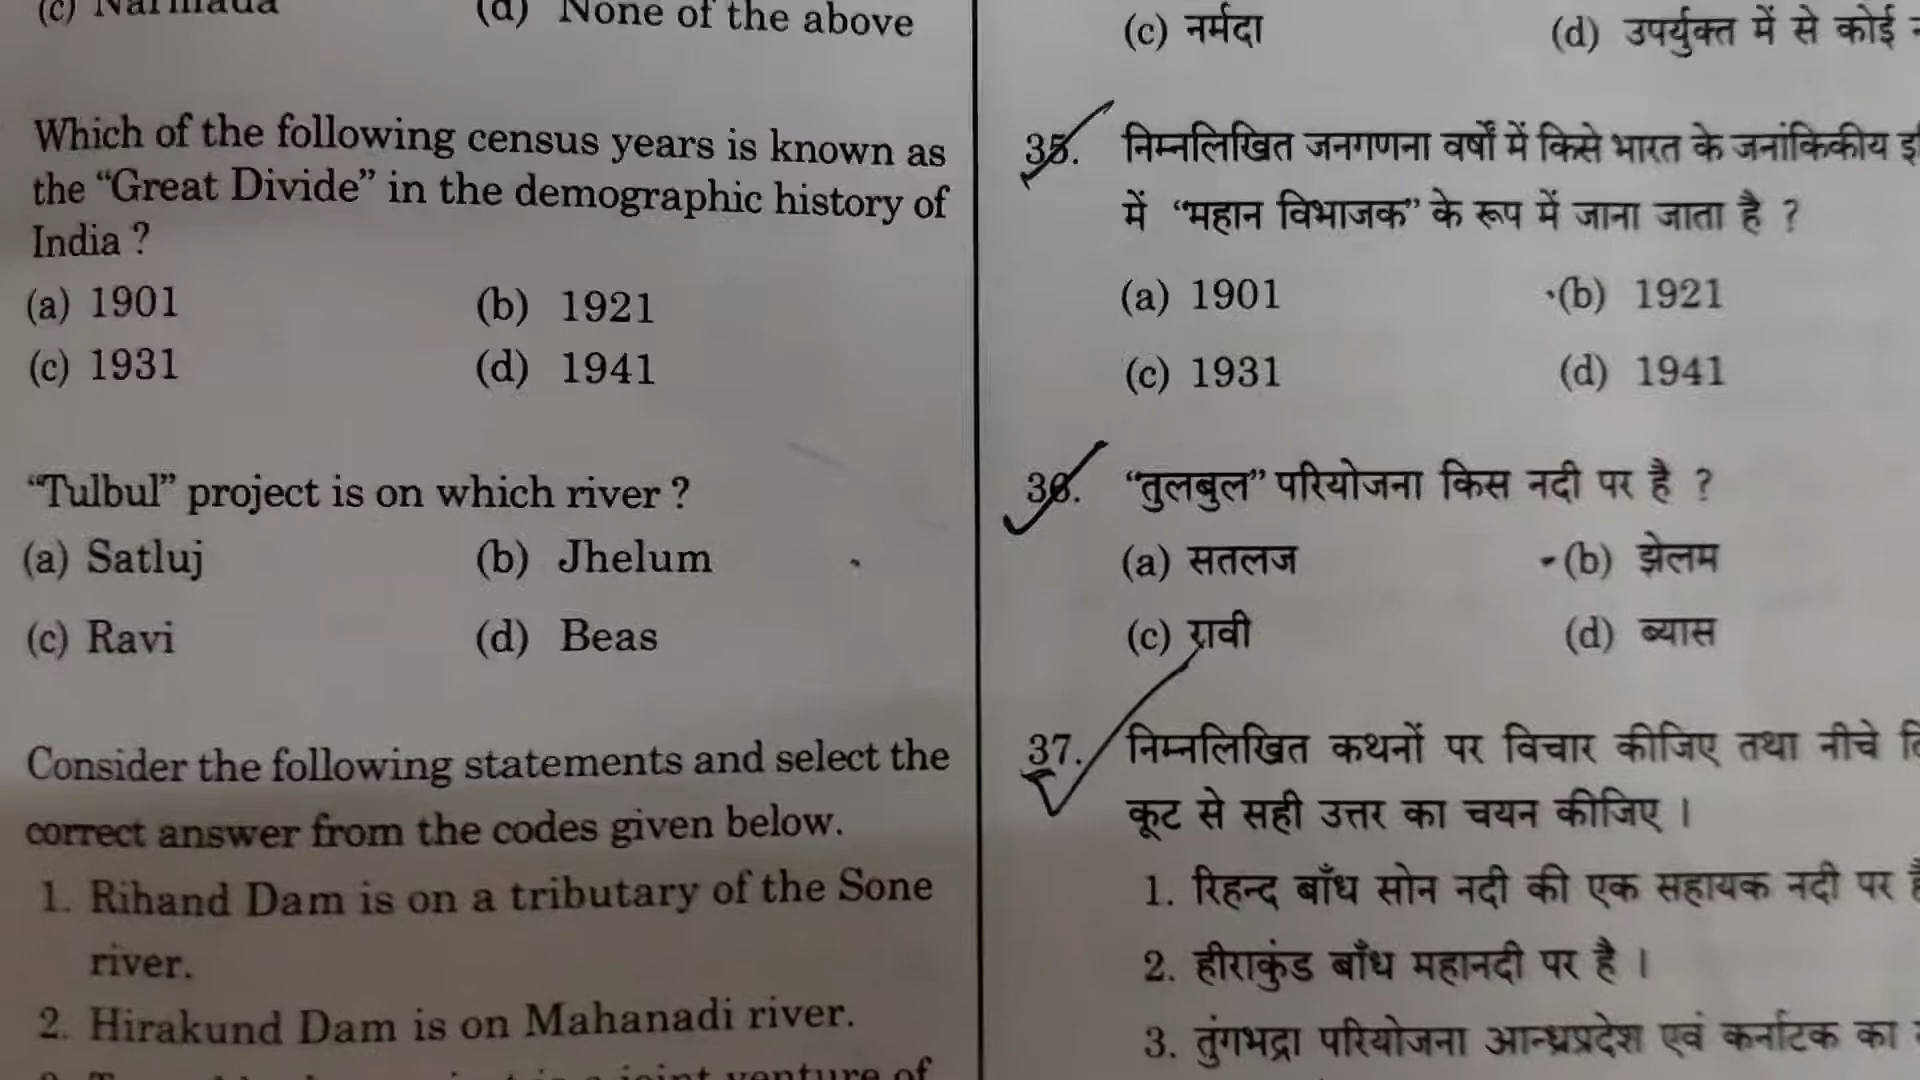 (c) Narmada (d) None of the above
Which of the following census years is known as
the “Great Divide” in the demographic history of
India ?
(a) 1901 (b) 1921
(c) 1931 (d) 1941
“Tulbul” project is on which river ?
(a) Satluj (b) Jhelum
(c) Ravi (d) Beas
Consider the following statements and select the
correct answer from the codes given below.
1. Rihand Dam is on a tributary of the Sone
river.
2. Hirakund Dam is on Mahanadi river.
joint venture of
(c) नर्मदा (d) उपर्युक्त में से कोई
35. निम्नलिखित जनगणना वर्षों में किसे भारत के जनांकिकीय
में “महान विभाजक” के रूप में जाना जाता है ?
(a) 1901 (b) 1921
(c) 1931 (d) 1941
36. “तुलबुल” परियोजना किस नदी पर है ?
(a) सतलज (b) झेलम
(c) रावी (d) ब्यास
37. निम्नलिखित कथनों पर विचार कीजिए तथा नीचे
कूट से सही उत्तर का चयन कीजिए ।
1. रिहन्द बाँध सोन नदी की एक सहायक नदी पर
2. हीराकुंड बाँध महानदी पर है ।
3. तुंगभद्रा परियोजना आन्ध्रप्रदेश एवं कर्नाटक का